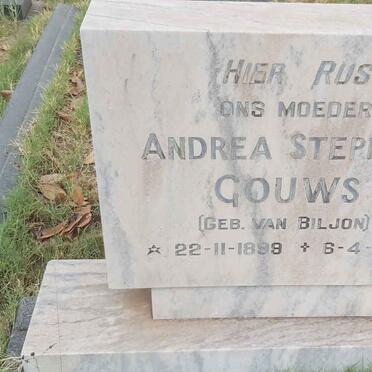 HIER RUS
ONS MOEDER
ANDREA STEP
GOUWS
(GEB. VAN BILJON)
☆ 22-11-1899 + 6-4-